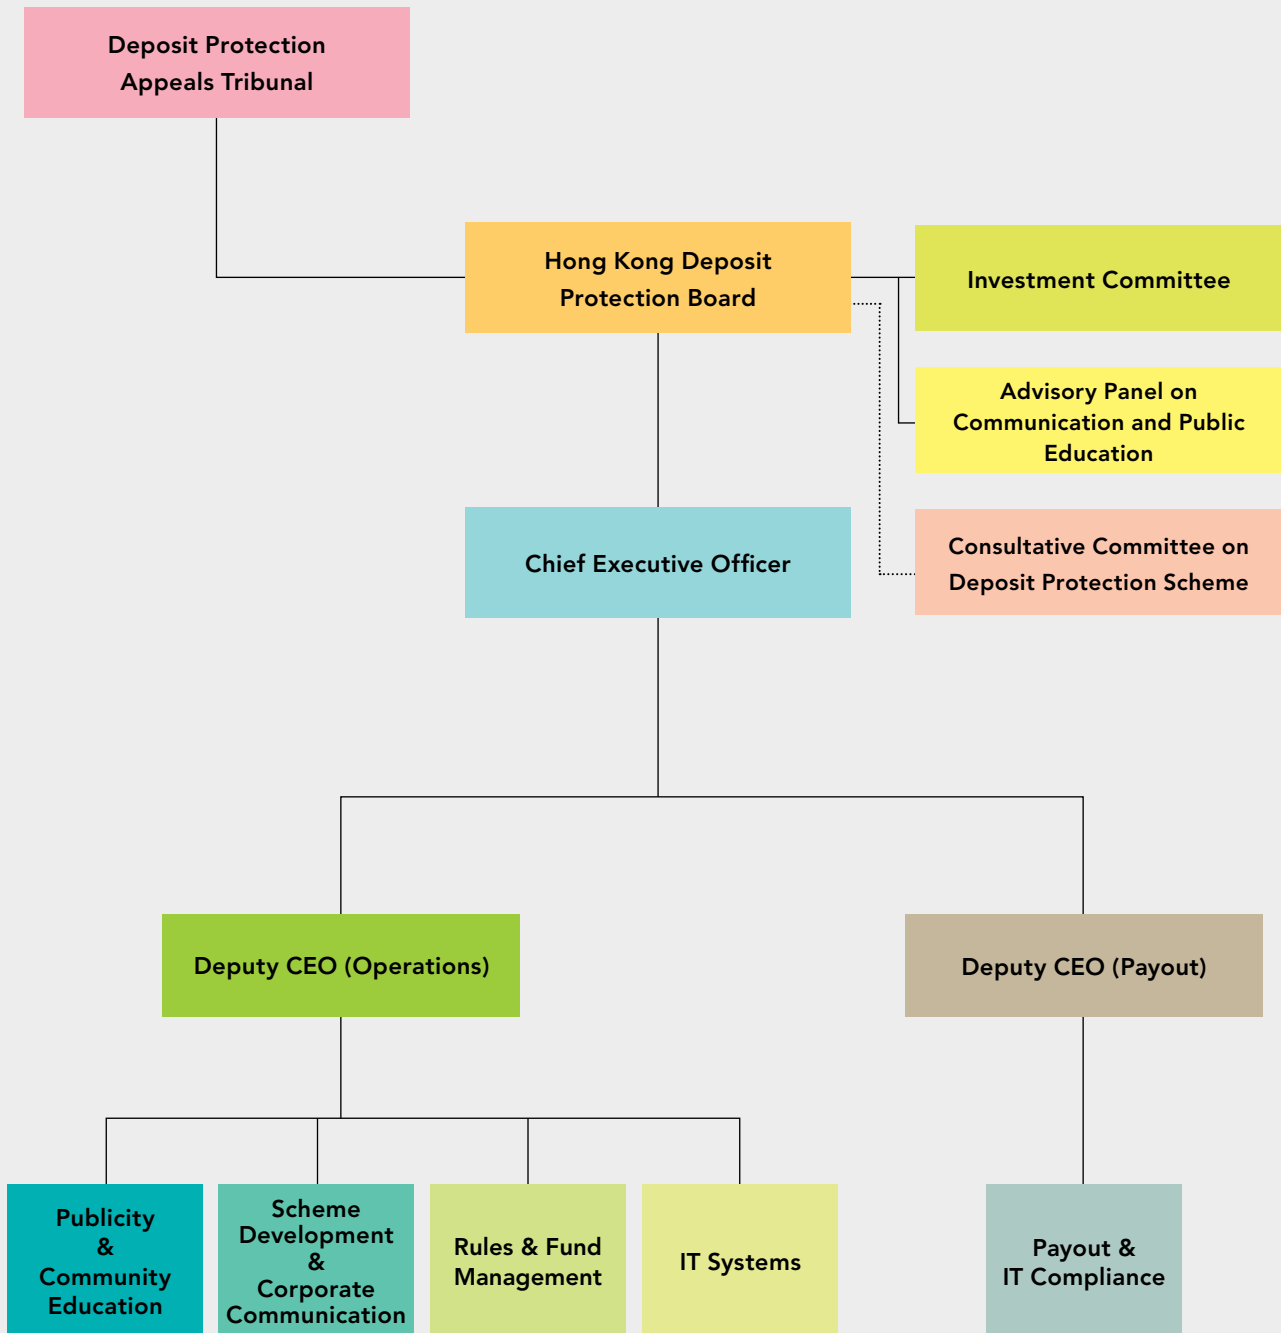 Deposit Protection
Appeals Tribunal
Hong Kong Deposit
Protection Board
Investment Committee
Advisory Panel on
Communication and Public
Education
Chief Executive Officer
Consultative Committee on
Deposit Protection Scheme
Deputy CEO (Operations)
Deputy CEO (Payout)
Publicity
&
Community
Education
Scheme
Development
&
Corporate
Communication
Rules & Fund
Management
IT Systems
Payout &
IT Compliance